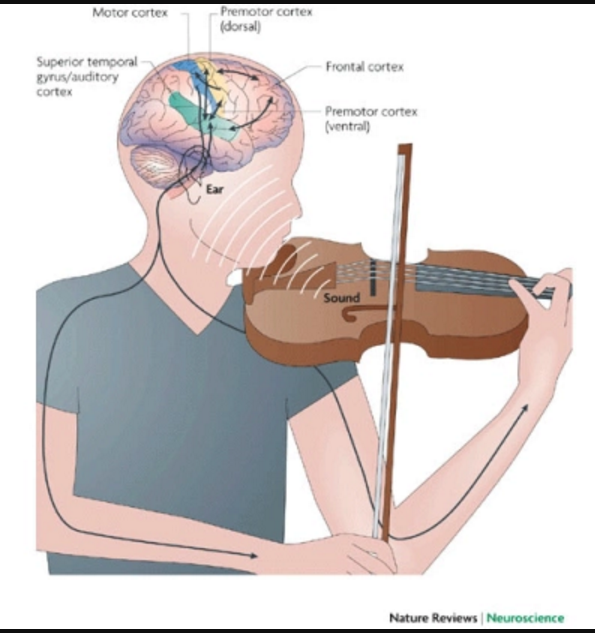 Motor cortex
Premotor cortex
(dorsal)
Superior temporal
gyrus/auditory
cortex
Frontal cortex
Premotor cortex
(ventral)
Ear
Sound
Nature Reviews | Neuroscience